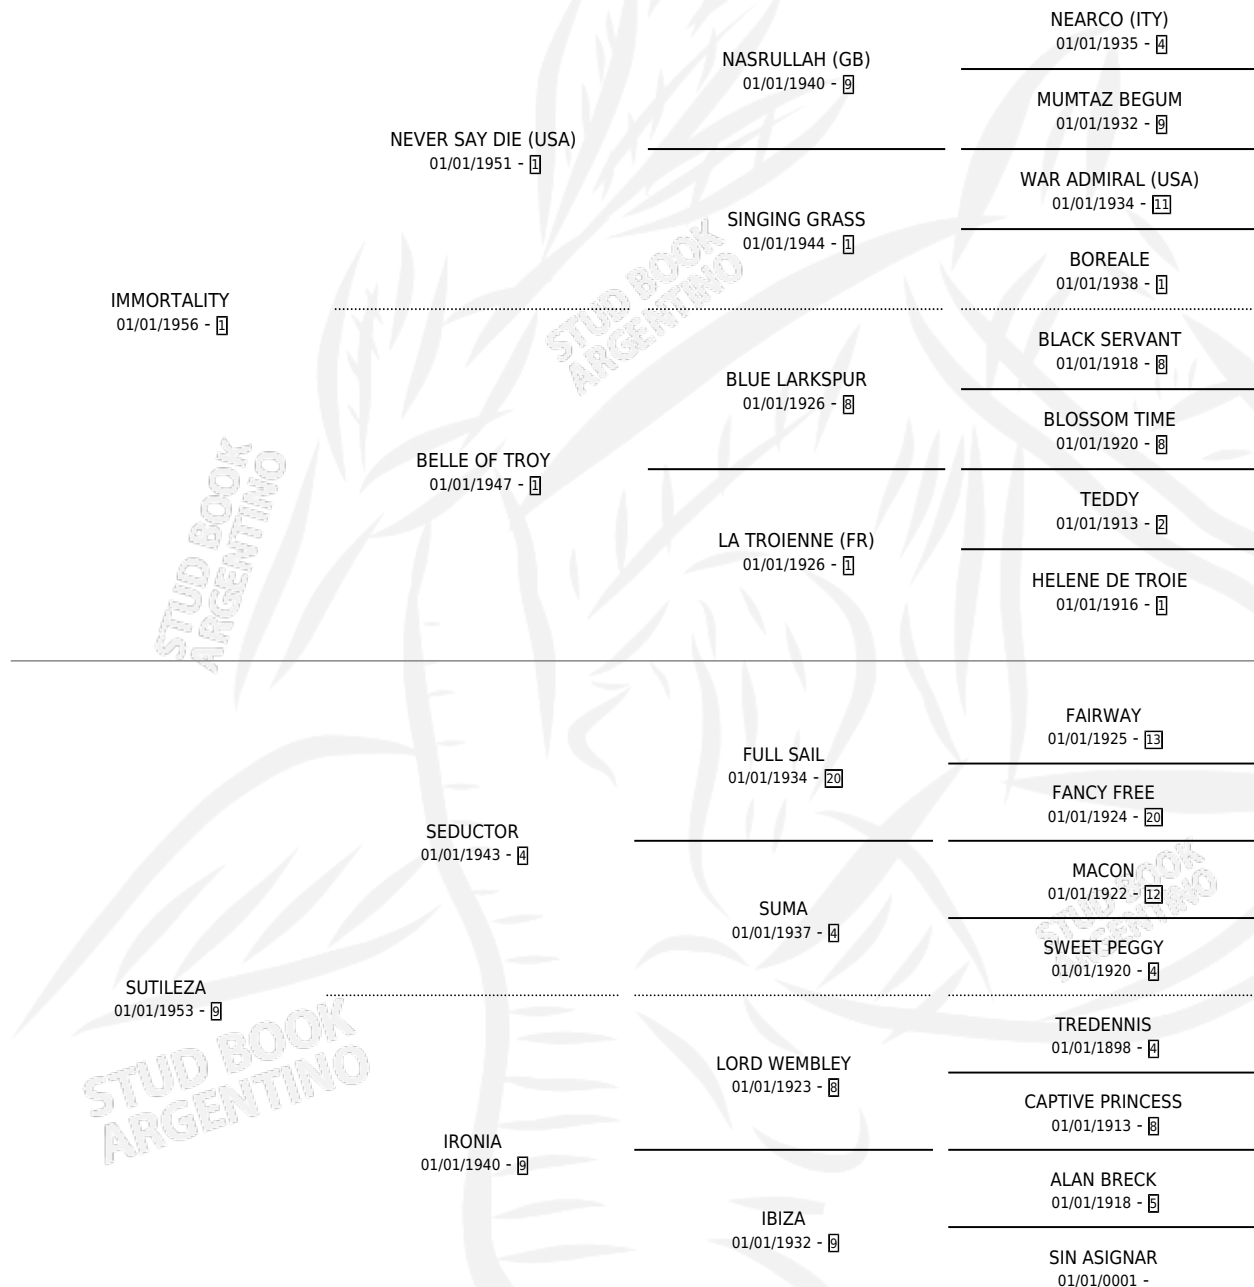 IMMORTALITY
01/01/1956 - 1
NEVER SAY DIE (USA)
01/01/1951 - 1
BELLE OF TROY
01/01/1947 - 1
NASRULLAH (GB)
01/01/1940 - 9
SINGING GRASS
01/01/1944 - 1
BLUE LARKSPUR
01/01/1926 - 8
LA TROIENNE (FR)
01/01/1926 - 1
NEARCO (ITY)
01/01/1935 - 4
MUMTAZ BEGUM
01/01/1932 - 9
WAR ADMIRAL (USA)
01/01/1934 - 11
BOREALE
01/01/1938 - 1
BLACK SERVANT
01/01/1918 - 8
BLOSSOM TIME
01/01/1920 - 8
TEDDY
01/01/1913 - 2
HELENE DE TROIE
01/01/1916 - 1
SUTILEZA
01/01/1953 - 9
SEDUCTOR
01/01/1943 - 4
IRONIA
01/01/1940 - 9
FULL SAIL
01/01/1934 - 20
SUMA
01/01/1937 - 4
LORD WEMBLEY
01/01/1923 - 8
IBIZA
01/01/1932 - 9
FAIRWAY
01/01/1925 - 13
FANCY FREE
01/01/1924 - 20
MACON
01/01/1922 - 12
SWEET PEGGY
01/01/1920 - 4
TREDENNIS
01/01/1898 - 4
CAPTIVE PRINCESS
01/01/1913 - 8
ALAN BRECK
01/01/1918 - 5
SIN ASIGNAR
01/01/0001 -
STUD BOOK
ARGENTINO
STUD BOOK
ARGENTINO
STUD BOOK
ARGENTINO
STUD BOOK
ARGENTINO